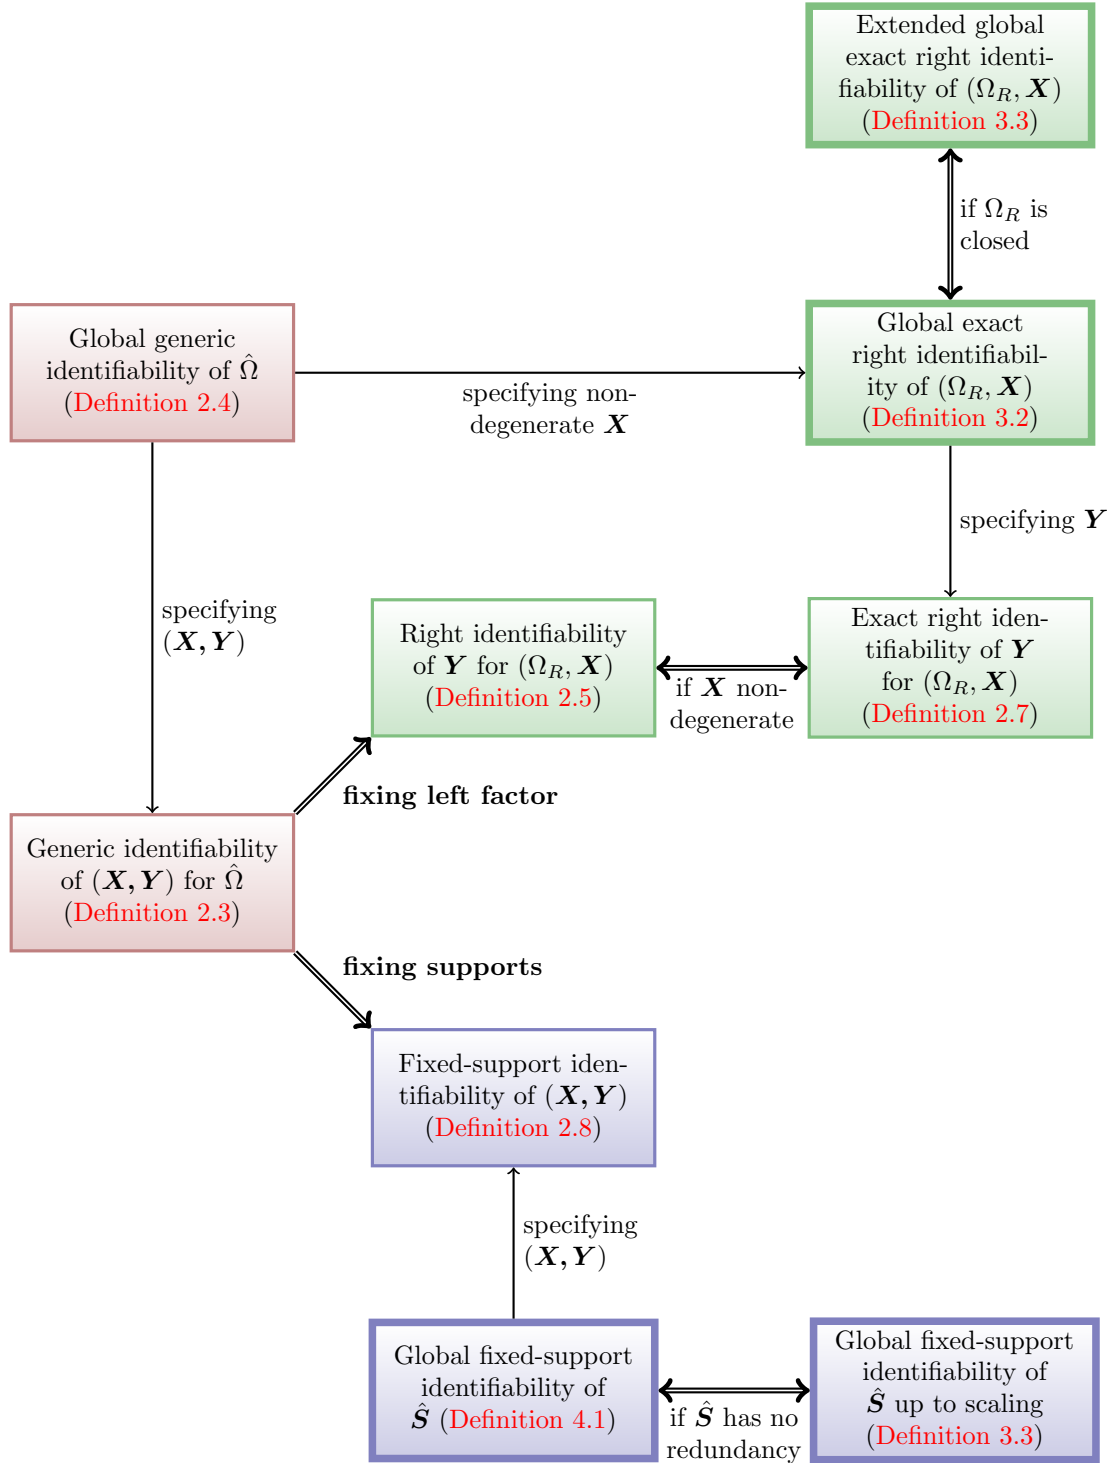 Extended global
exact right identi-
fiability of (Ω_R, X)
(Definition 3.3)
if Ω_R is
closed
Global generic
identifiability of Ω̂
(Definition 2.4)
specifying non-
degenerate X
Global exact
right identifiabil-
ity of (Ω_R, X)
(Definition 3.2)
specifying Y
specifying
(X, Y)
Right identifiability
of Y for (Ω_R, X)
(Definition 2.5)
if X non-
degenerate
Exact right iden-
tifiability of Y
for (Ω_R, X)
(Definition 2.7)
fixing left factor
Generic identifiability
of (X, Y) for Ω̂
(Definition 2.3)
fixing supports
Fixed-support iden-
tifiability of (X, Y)
(Definition 2.8)
specifying
(X, Y)
Global fixed-support
identifiability of
Ŝ (Definition 4.1)
if Ŝ has no
redundancy
Global fixed-support
identifiability of
Ŝ up to scaling
(Definition 3.3)